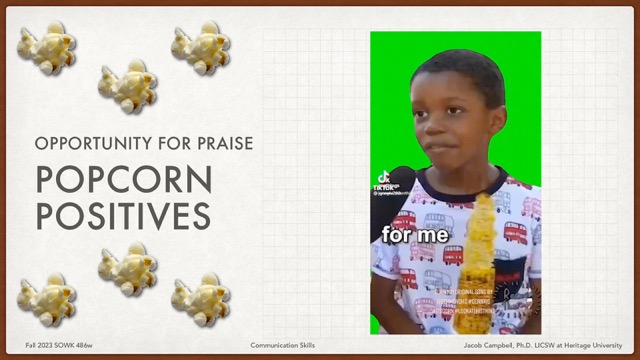 OPPORTUNITY FOR PRAISE
POPCORN
POSITIVES
TikTok
for me
Fall 2023 SOWK 486w
Communication Skills
Jacob Campbell, Ph.D. LICSW at Heritage University